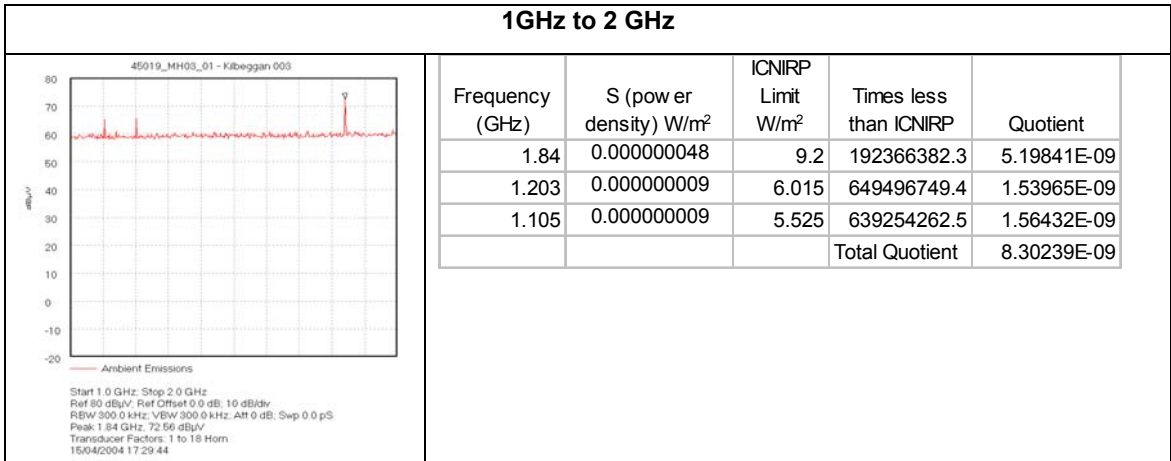 1GHz to 2 GHz
45019_MH03_01 - Kilbeggan 003
80
70
60
50
40
30
20
10
0
-10
-20
dBµV
Ambient Emissions
Start 1.0 GHz; Stop 2.0 GHz
Ref 80 dBµV; Ref Offset 0.0 dB; 10 dB/div
RBW 300.0 kHz; VBW 300.0 kHz; Att 0 dB; Swp 0.0 pS
Peak 1.84 GHz, 72.56 dBµV
Transducer Factors: 1 to 18 Horn
15/04/2004 17:29:44
Frequency (GHz) S (power density) W/m² ICNIRP Limit W/m² Times less than ICNIRP Quotient
1.84 0.000000048 9.2 192366382.3 5.19841E-09
1.203 0.000000009 6.015 649496749.4 1.53965E-09
1.105 0.000000009 5.525 639254262.5 1.56432E-09
Total Quotient 8.30239E-09